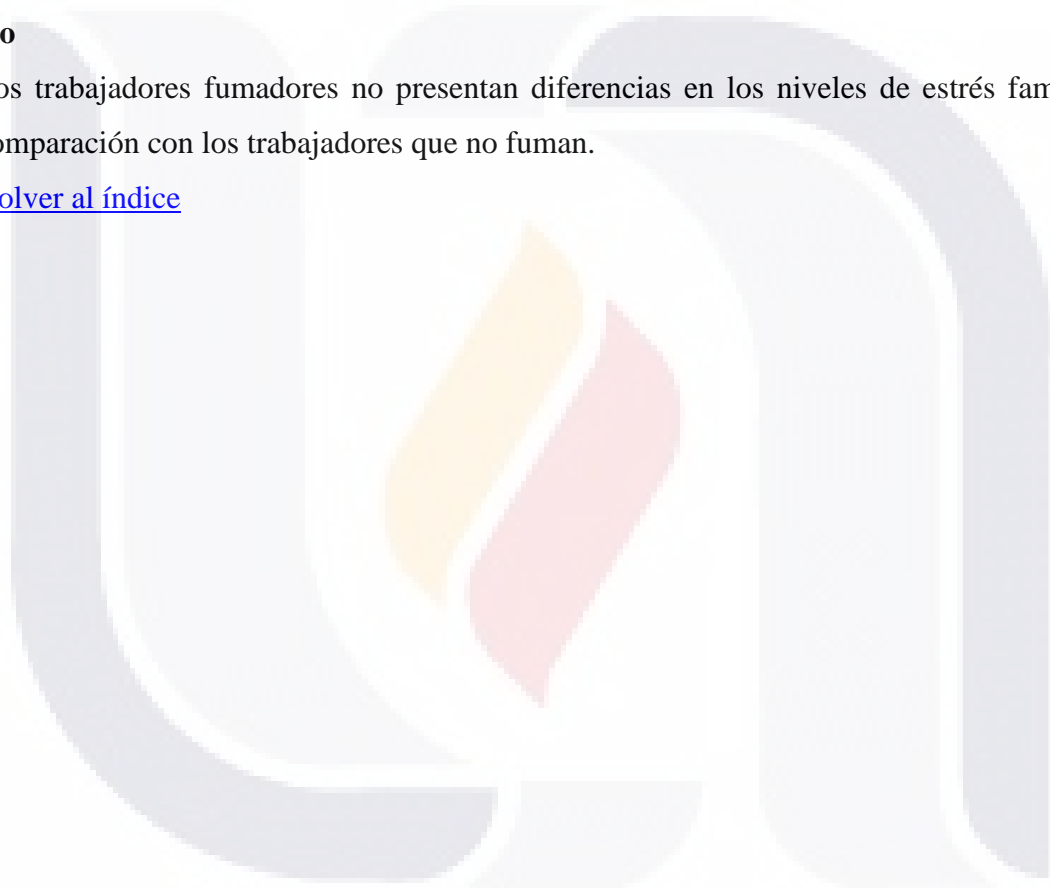 o
os trabajadores fumadores no presentan diferencias en los niveles de estrés fam
omparación con los trabajadores que no fuman.
olver al índice